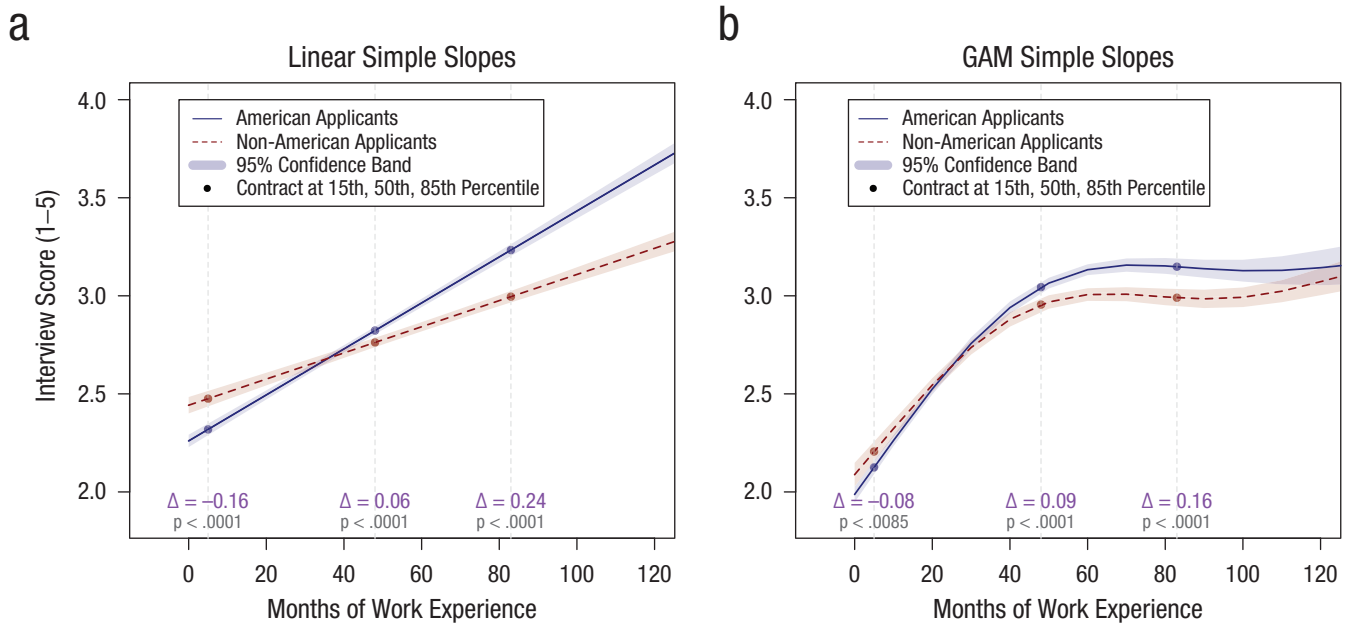 a
Linear Simple Slopes
4.0
3.5
3.0
2.5
2.0
Interview Score (1–5)
American Applicants
Non-American Applicants
95% Confidence Band
Contract at 15th, 50th, 85th Percentile
Δ = –0.16
p < .0001
Δ = 0.06
p < .0001
Δ = 0.24
p < .0001
0 20 40 60 80 100 120
Months of Work Experience
b
GAM Simple Slopes
4.0
3.5
3.0
2.5
2.0
American Applicants
Non-American Applicants
95% Confidence Band
Contract at 15th, 50th, 85th Percentile
Δ = –0.08
p < .0085
Δ = 0.09
p < .0001
Δ = 0.16
p < .0001
0 20 40 60 80 100 120
Months of Work Experience